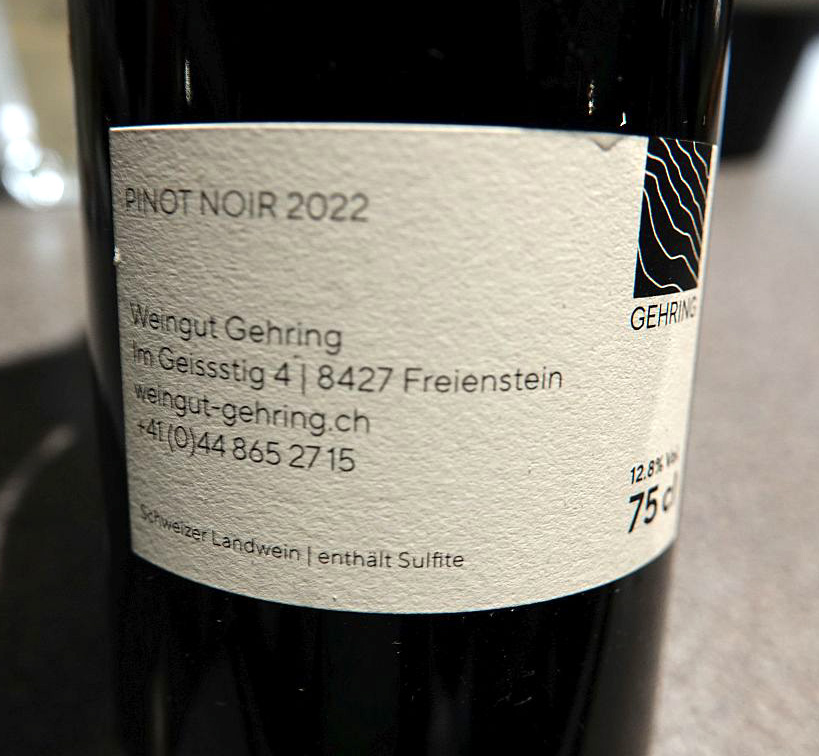 PINOT NOIR 2022
Weingut Gehring
Im Geissstig 4 | 8427 Freienstein
weingut-gehring.ch
+41 (0)44 865 27 15
Schweizer Landwein | enthält Sulfite
GEHRING
12.8% Vol.
75 cl